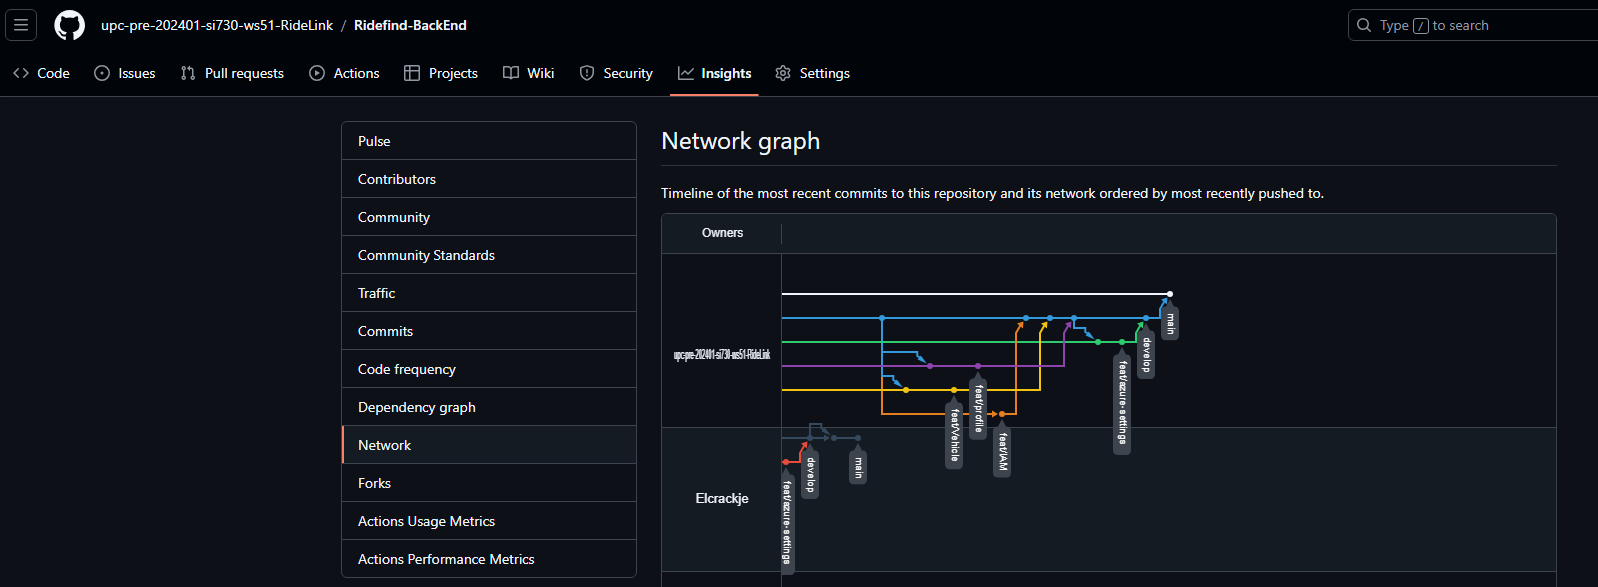 upc-pre-202401-si730-ws51-RideLink / Ridefind-BackEnd
Type / to search
Code
Issues
Pull requests
Actions
Projects
Wiki
Security
Insights
Settings
Pulse
Contributors
Community
Community Standards
Traffic
Commits
Code frequency
Dependency graph
Network
Forks
Actions Usage Metrics
Actions Performance Metrics
Network graph
Timeline of the most recent commits to this repository and its network ordered by most recently pushed to.
Owners
upc-pre-202401-si730-ws51-RideLink
main
develop
feat/azure-settings
feat/profile
feat/Vehicle
feat/IAM
Elcrackje
develop
main
feat/azure-settings